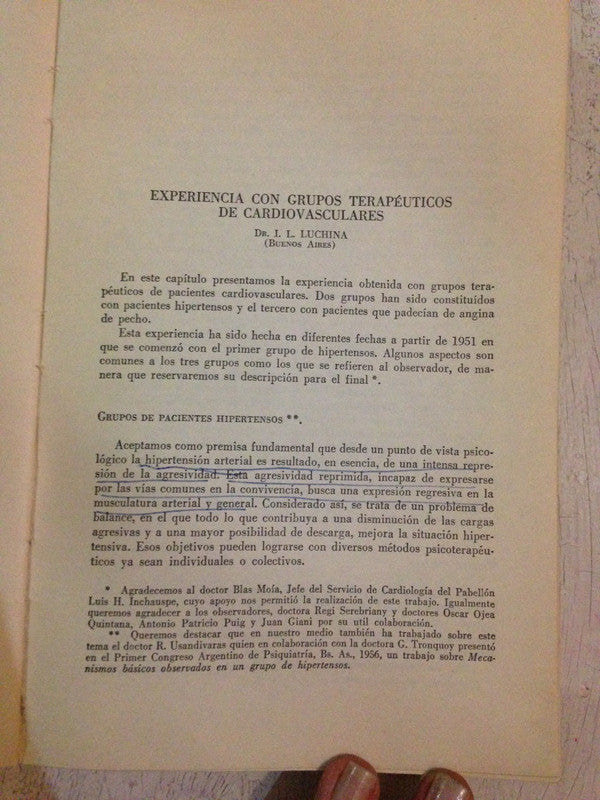 EXPERIENCIA CON GRUPOS TERAPÉUTICOS
DE CARDIOVASCULARES
DR. I. L. LUCHINA
(BUENOS AIRES)
En este capítulo presentamos la experiencia obtenida con grupos tera-
péuticos de pacientes cardiovasculares. Dos grupos han sido constituídos
con pacientes hipertensos y el tercero con pacientes que padecían de angina
de pecho.
Esta experiencia ha sido hecha en diferentes fechas a partir de 1951 en
que se comenzó con el primer grupo de hipertensos. Algunos aspectos son
comunes a los tres grupos como los que se refieren al observador, de ma-
nera que reservaremos su descripción para el final *.
GRUPOS DE PACIENTES HIPERTENSOS **.
Aceptamos como premisa fundamental que desde un punto de vista psico-
lógico la hipertensión arterial es resultado, en esencia, de una intensa repre-
sión de la agresividad. Esta agresividad reprimida, incapaz de expresarse
por las vías comunes en la convivencia, busca una expresión regresiva en la
musculatura arterial y general. Considerado así, se trata de un problema de
balance, en el que todo lo que contribuya a una disminución de las cargas
agresivas y a una mayor posibilidad de descarga, mejora la situación hiper-
tensiva. Esos objetivos pueden lograrse con diversos métodos psicoterapéu-
ticos ya sean individuales o colectivos.
* Agradecemos al doctor Blas Moía, Jefe del Servicio de Cardiología del Pabellón
Luis H. Inchauspe, cuyo apoyo nos permitió la realización de este trabajo. Igualmente
queremos agradecer a los observadores, doctora Regi Serebriany y doctores Oscar Ojea
Quintana, Antonio Patricio Puig y Juan Giani por su util colaboración.
** Queremos destacar que en nuestro medio también ha trabajado sobre este
tema el doctor R. Usandivaras quien en colaboración con la doctora G. Tronquoy presentó
en el Primer Congreso Argentino de Psiquiatría, Bs. As., 1956, un trabajo sobre Meca-
nismos básicos observados en un grupo de hipertensos.